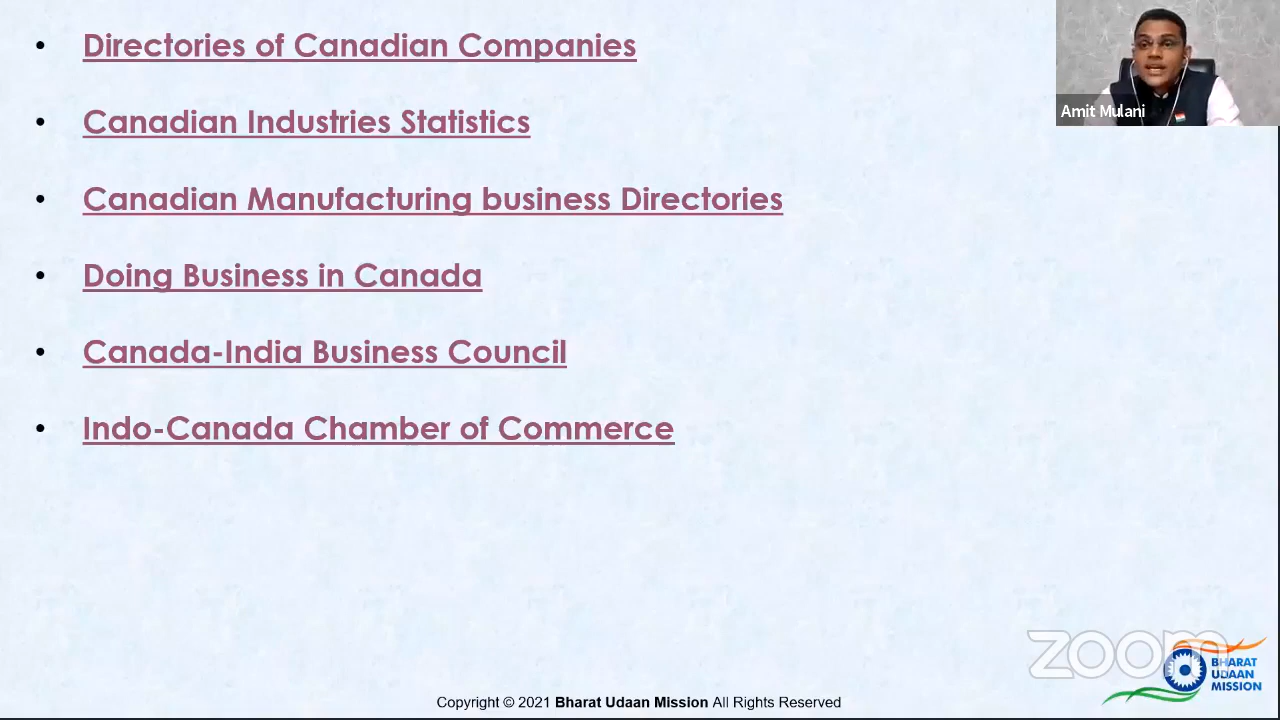 • Directories of Canadian Companies
Amit Mulani
• Canadian Industries Statistics
• Canadian Manufacturing business Directories
• Doing Business in Canada
• Canada-India Business Council
• Indo-Canada Chamber of Commerce
zoom
BHARAT
UDAAN
MISSION
Copyright © 2021 Bharat Udaan Mission All Rights Reserved